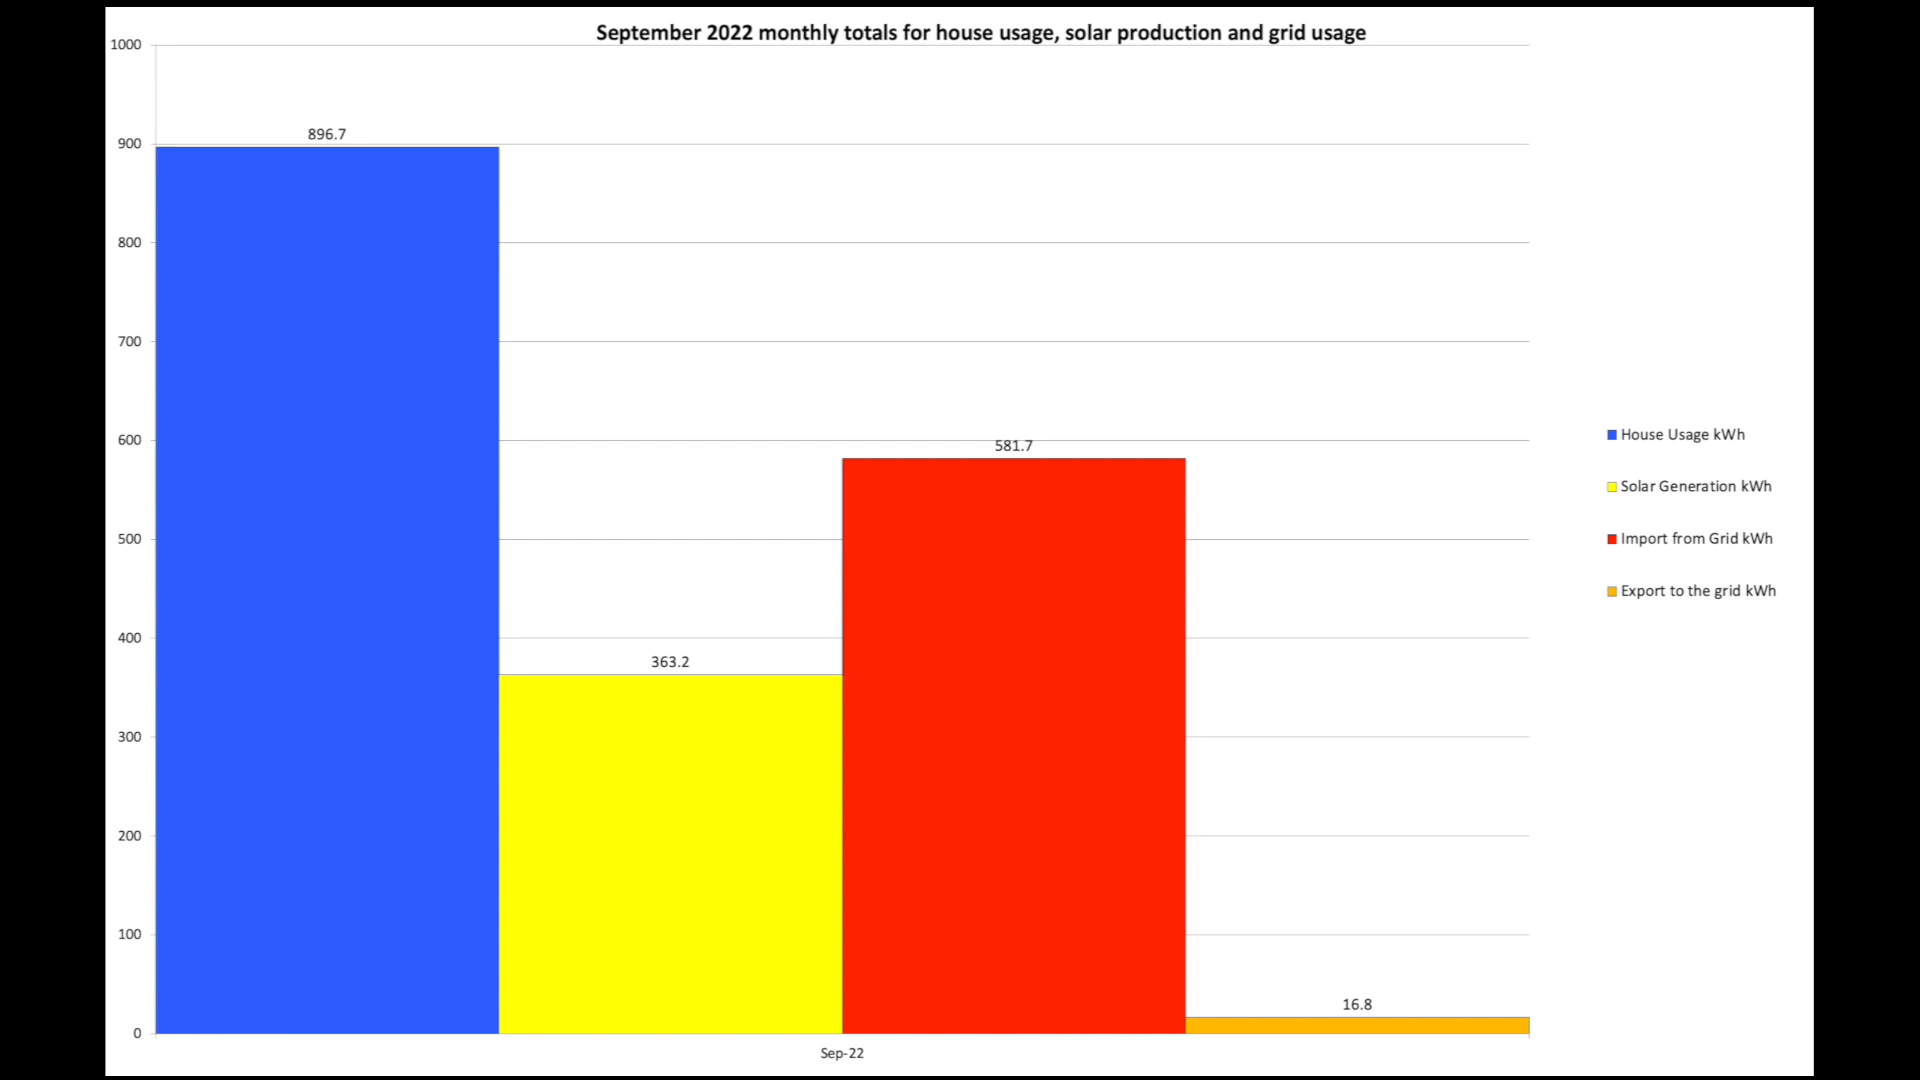 September 2022 monthly totals for house usage, solar production and grid usage
1000
900
800
700
600
500
400
300
200
100
0
896.7
363.2
581.7
16.8
Sep-22
House Usage kWh
Solar Generation kWh
Import from Grid kWh
Export to the grid kWh